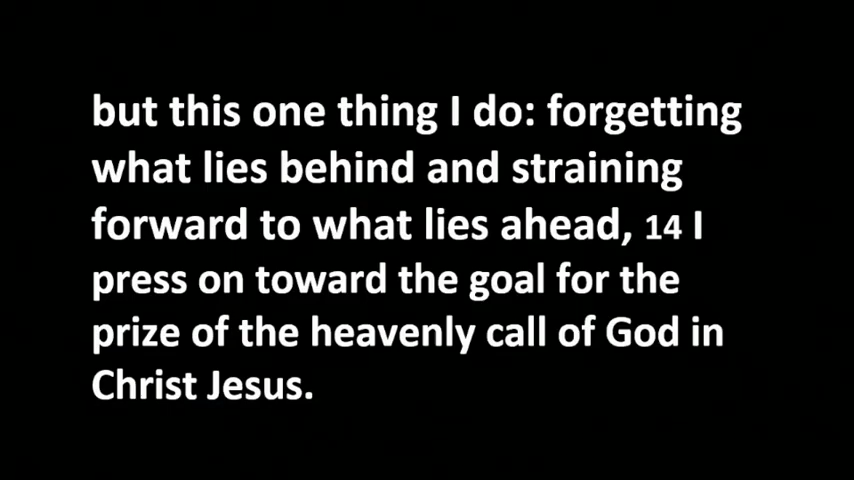 but this one thing I do: forgetting
what lies behind and straining
forward to what lies ahead, 14 I
press on toward the goal for the
prize of the heavenly call of God in
Christ Jesus.